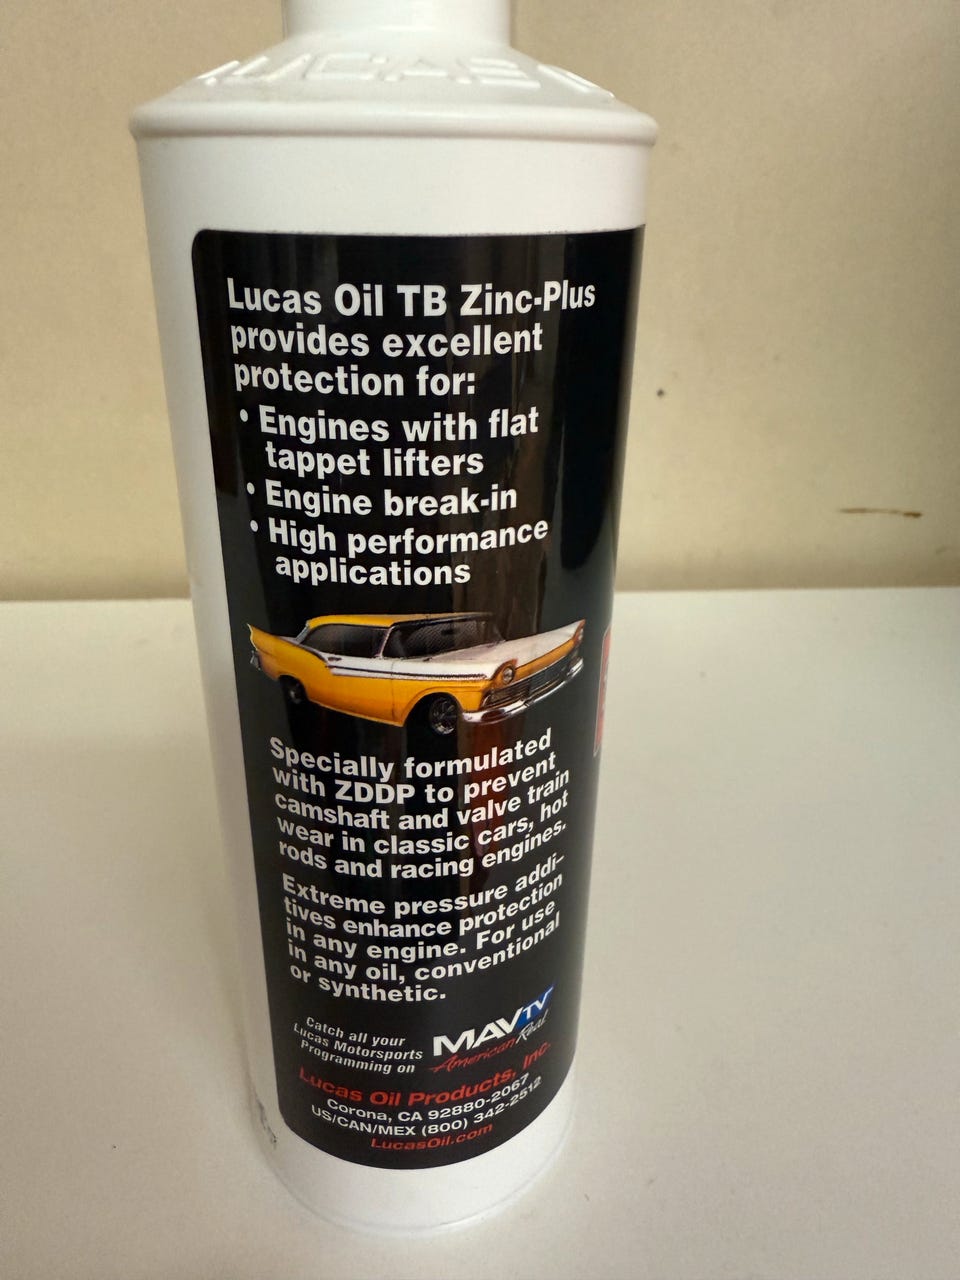 LUCAS
Lucas Oil TB Zinc-Plus
provides excellent
protection for:
• Engines with flat
tappet lifters
• Engine break-in
• High performance
applications
Specially formulated
with ZDDP to prevent
camshaft and valve train
wear in classic cars, hot
rods and racing engines.
Extreme pressure addi-
tives enhance protection
in any engine. For use
in any oil, conventional
or synthetic.
Catch all your
Lucas Motorsports
Programming on
MAVTV
American Real
Lucas Oil Products, Inc.
Corona, CA 92880-2067
US/CAN/MEX (800) 342-2512
LucasOil.com